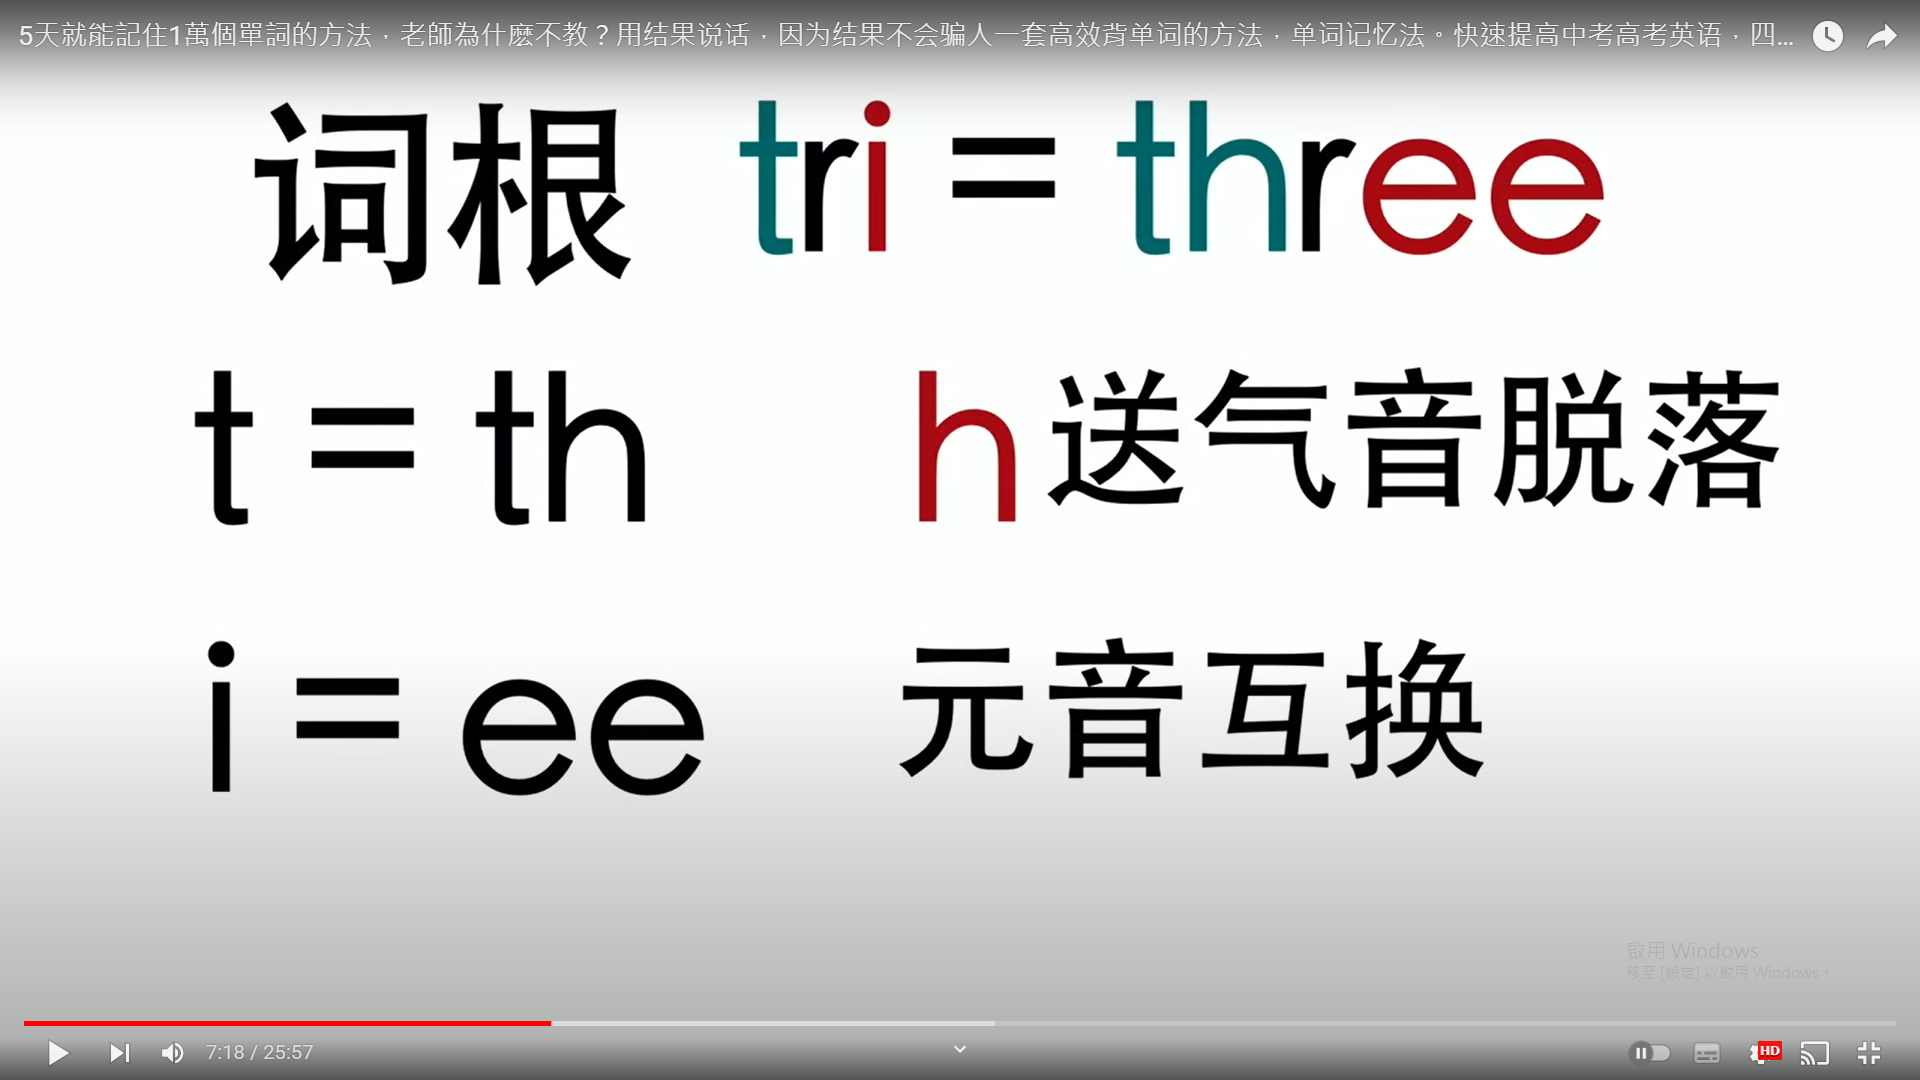 5天就能記住1萬個單詞的方法，老師為什麽不教？用结果说话，因为结果不会骗人一套高效背单词的方法，单词记忆法。快速提高中考高考英语，四...
词根 tri = three
t = th h送气音脱落
i = ee 元音互换
啟用 Windows
移至 [設定] 以啟用 Windows。
7:18 / 25:57
HD